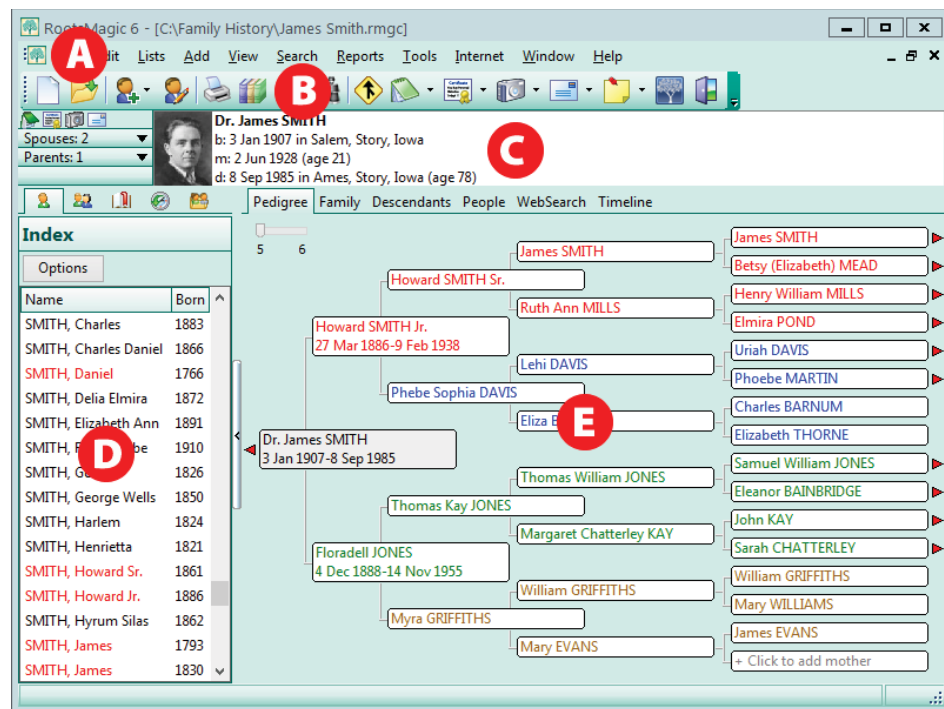 RootsMagic 6 - [C:\Family History\James Smith.rmgc]
A
Lists Add View Search Reports Tools Internet Window Help
B
Spouses: 2
Parents: 1
Dr. James SMITH
b: 3 Jan 1907 in Salem, Story, Iowa
m: 2 Jun 1928 (age 21)
d: 8 Sep 1985 in Ames, Story, Iowa (age 78)
C
Index
Options
Name Born
SMITH, Charles 1883
SMITH, Charles Daniel 1866
SMITH, Daniel 1766
SMITH, Delia Elmira 1872
SMITH, Elizabeth Ann 1891
SMITH, 1910
SMITH, 1826
SMITH, George Wells 1850
SMITH, Harlem 1824
SMITH, Henrietta 1821
SMITH, Howard Sr. 1861
SMITH, Howard Jr. 1886
SMITH, Hyrum Silas 1862
SMITH, James 1793
SMITH, James 1830
D
Pedigree Family Descendants People WebSearch Timeline
5 6
Dr. James SMITH
3 Jan 1907-8 Sep 1985
Howard SMITH Jr.
27 Mar 1886-9 Feb 1938
Floradell JONES
4 Dec 1888-14 Nov 1955
Howard SMITH Sr.
Phebe Sophia DAVIS
Thomas Kay JONES
Myra GRIFFITHS
James SMITH
Ruth Ann MILLS
Lehi DAVIS
Eliza
E
Thomas William JONES
Margaret Chatterley KAY
William GRIFFITHS
Mary EVANS
James SMITH
Betsy (Elizabeth) MEAD
Henry William MILLS
Elmira POND
Uriah DAVIS
Phoebe MARTIN
Charles BARNUM
Elizabeth THORNE
Samuel William JONES
Eleanor BAINBRIDGE
John KAY
Sarah CHATTERLEY
William GRIFFITHS
Mary WILLIAMS
James EVANS
+ Click to add mother